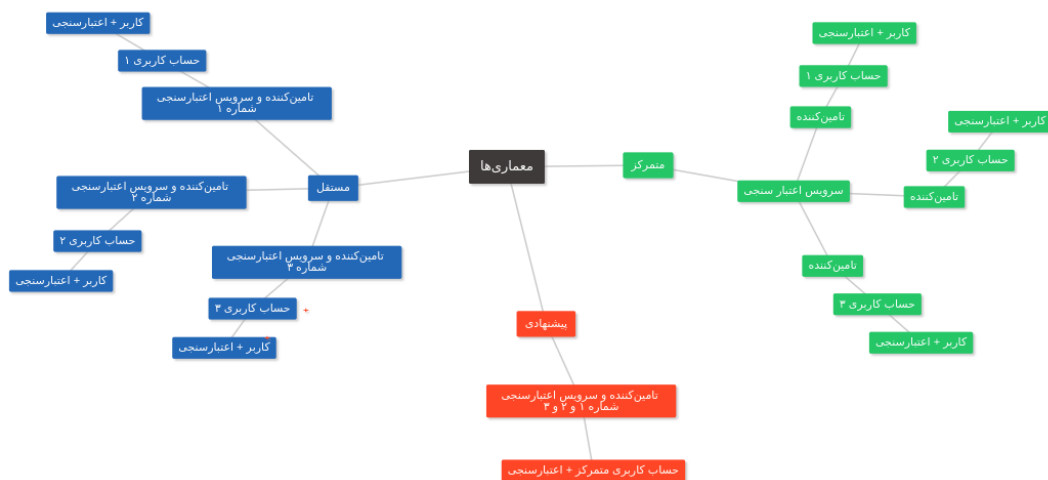 معماری‌ها
متمرکز
سرویس اعتبار سنجی
تامین‌کننده
حساب کاربری ۱
کاربر + اعتبارسنجی
تامین‌کننده
حساب کاربری ۲
کاربر + اعتبارسنجی
تامین‌کننده
حساب کاربری ۳
کاربر + اعتبارسنجی
مستقل
تامین‌کننده و سرویس اعتبارسنجی
شماره ۱
حساب کاربری ۱
کاربر + اعتبارسنجی
تامین‌کننده و سرویس اعتبارسنجی
شماره ۲
حساب کاربری ۲
کاربر + اعتبارسنجی
تامین‌کننده و سرویس اعتبارسنجی
شماره ۳
حساب کاربری ۳
کاربر + اعتبارسنجی
پیشنهادی
تامین‌کننده و سرویس اعتبارسنجی
شماره ۱ و ۲ و ۳
حساب کاربری متمرکز + اعتبارسنجی